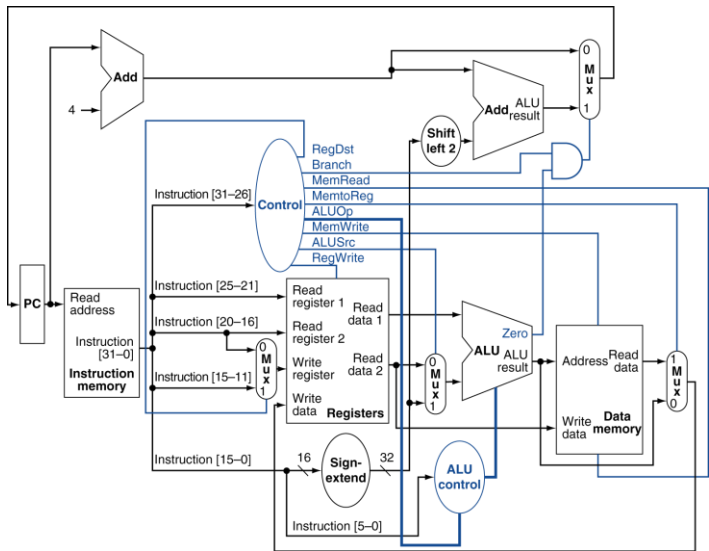 Add
4
Add
ALU
result
0
Mux
1
Shift
left 2
RegDst
Branch
MemRead
MemtoReg
ALUOp
MemWrite
ALUSrc
RegWrite
Control
Instruction [31–26]
Instruction [25–21]
Instruction [20–16]
Instruction [15–11]
Instruction [15–0]
Instruction [5–0]
PC
Read
address
Instruction
[31–0]
Instruction
memory
0
Mux
1
Read
register 1
Read
register 2
Write
register
Write
data
Read
data 1
Read
data 2
Registers
0
Mux
1
Zero
ALU
ALU
result
Address
Read
data
Write
data
Data
memory
1
Mux
0
16
Sign-
extend
32
ALU
control